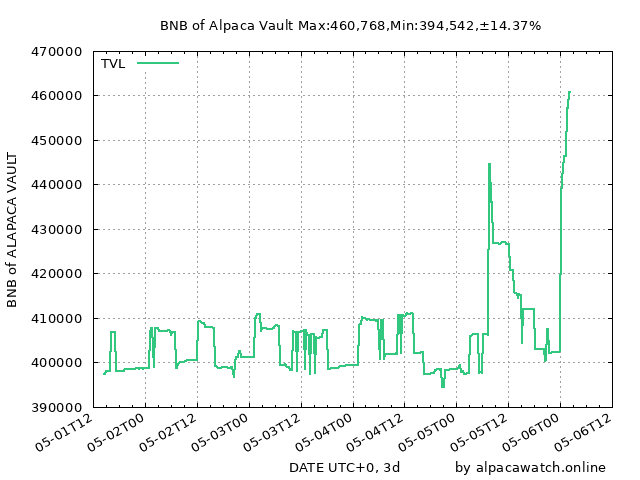 BNB of Alpaca Vault Max:460,768,Min:394,542,±14.37%
TVL
470000
460000
450000
440000
430000
420000
410000
400000
390000
BNB of ALAPACA VAULT
05-01T12
05-02T00
05-02T12
05-03T00
05-03T12
05-04T00
05-04T12
05-05T00
05-05T12
05-06T00
05-06T12
DATE UTC+0, 3d
by alpacawatch.online